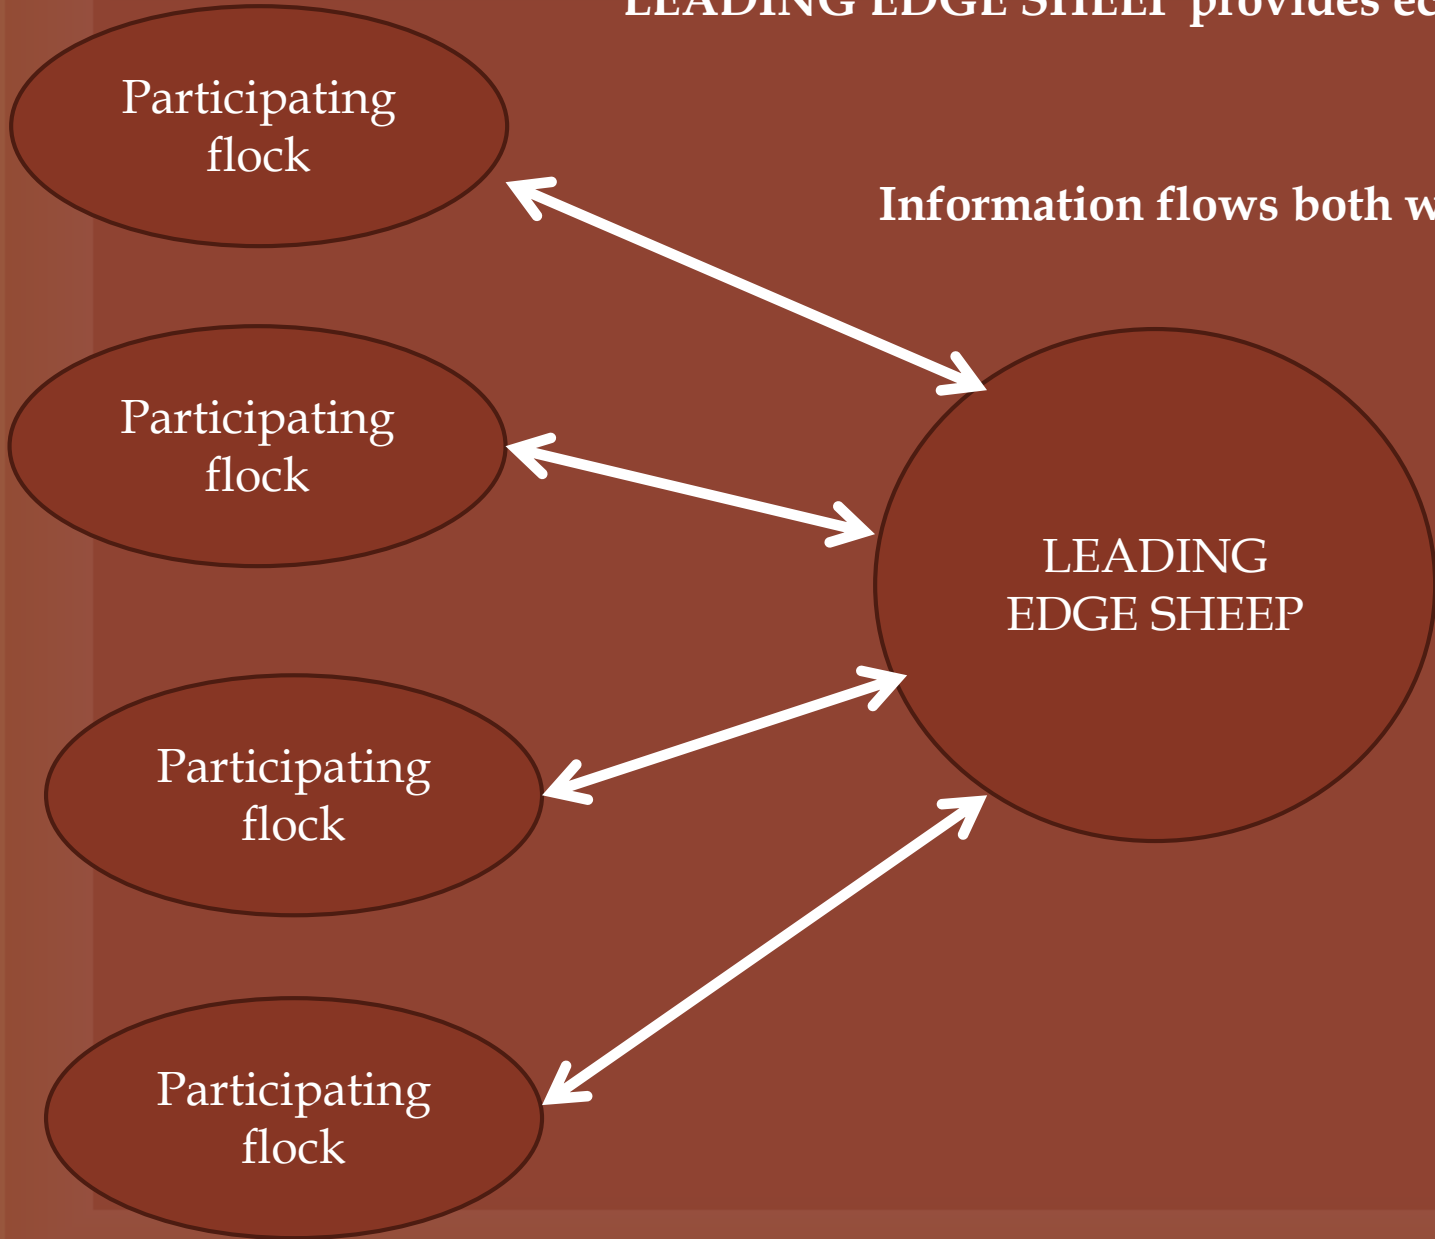 LEADING EDGE SHEEP provides
Participating
flock
Information flows both
Participating
flock
LEADING
EDGE SHEEP
Participating
flock
Participating
flock